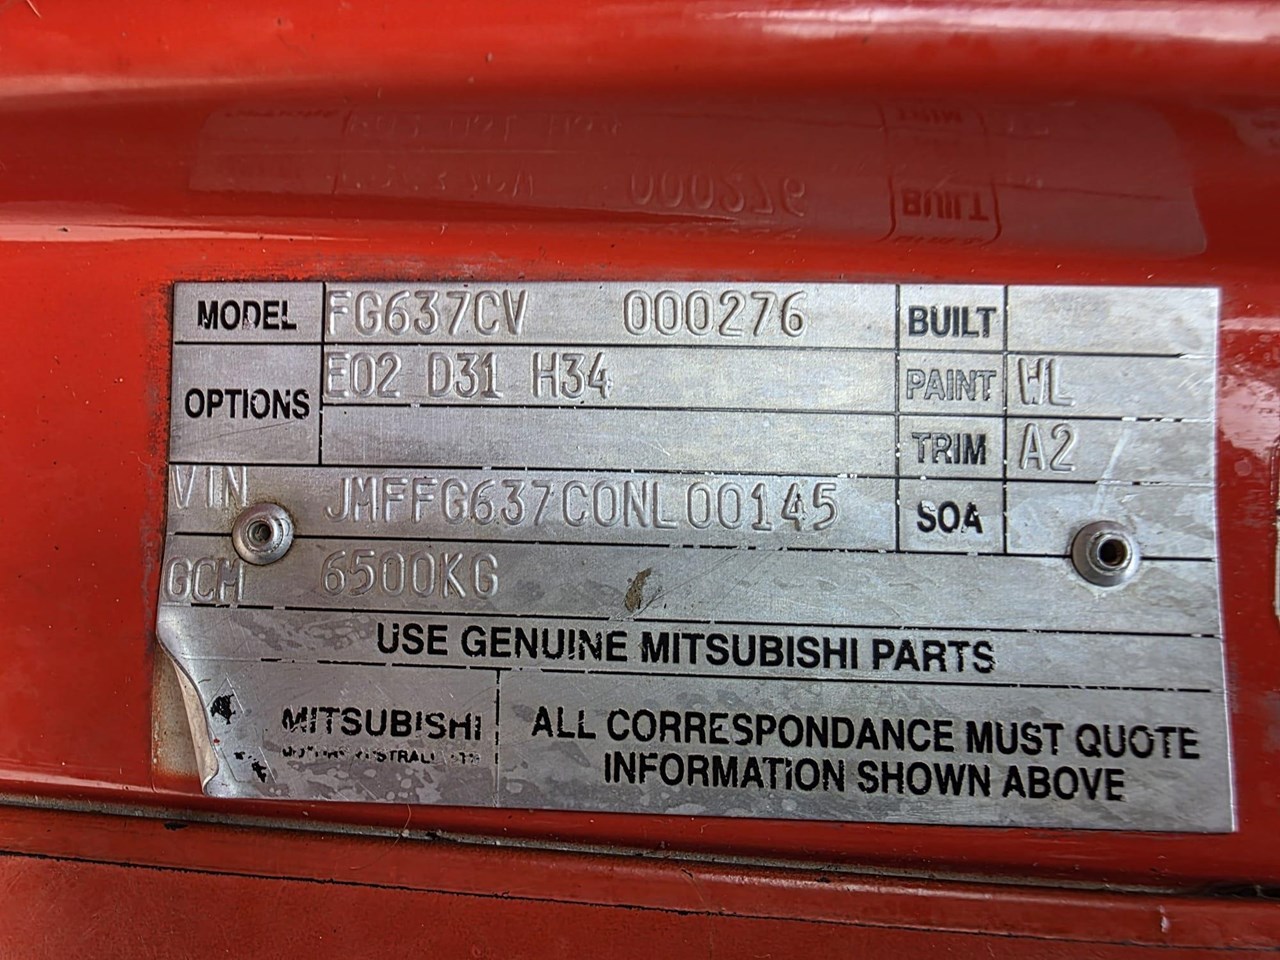 MODEL FG637CV 000276 BUILT
OPTIONS E02 D31 H34 PAINT WL
TRIM A2
VIN JMFFG637C0NL00145 SOA
GCM 6500KG
USE GENUINE MITSUBISHI PARTS
MITSUBISHI
ALL CORRESPONDANCE MUST QUOTE
INFORMATION SHOWN ABOVE